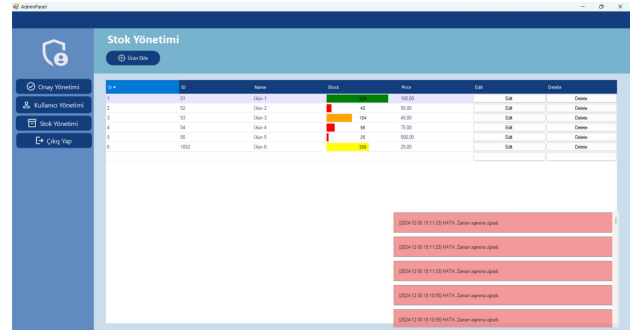 AdminPanel
Stok Yönetimi
Ürün Ekle
Onay Yönetimi
Kullanıcı Yönetimi
Stok Yönetimi
Çıkış Yap
Sr # ID Name Stock Price Edit Delete
1 51 Ürün 1 100,00 Edit Delete
2 52 Ürün 2 45 55,00 Edit Delete
3 53 Ürün 3 184 45,00 Edit Delete
4 54 Ürün 4 66 75,00 Edit Delete
5 55 Ürün 5 25 500,00 Edit Delete
6 1052 Ürün 6 300 25,00 Edit Delete
[2024-12-30 19:11:23] HATA: Zaman aşımına uğradı.
[2024-12-30 19:11:23] HATA: Zaman aşımına uğradı.
[2024-12-30 19:11:23] HATA: Zaman aşımına uğradı.
[2024-12-30 19:10:55] HATA: Zaman aşımına uğradı.
[2024-12-30 19:10:55] HATA: Zaman aşımına uğradı.